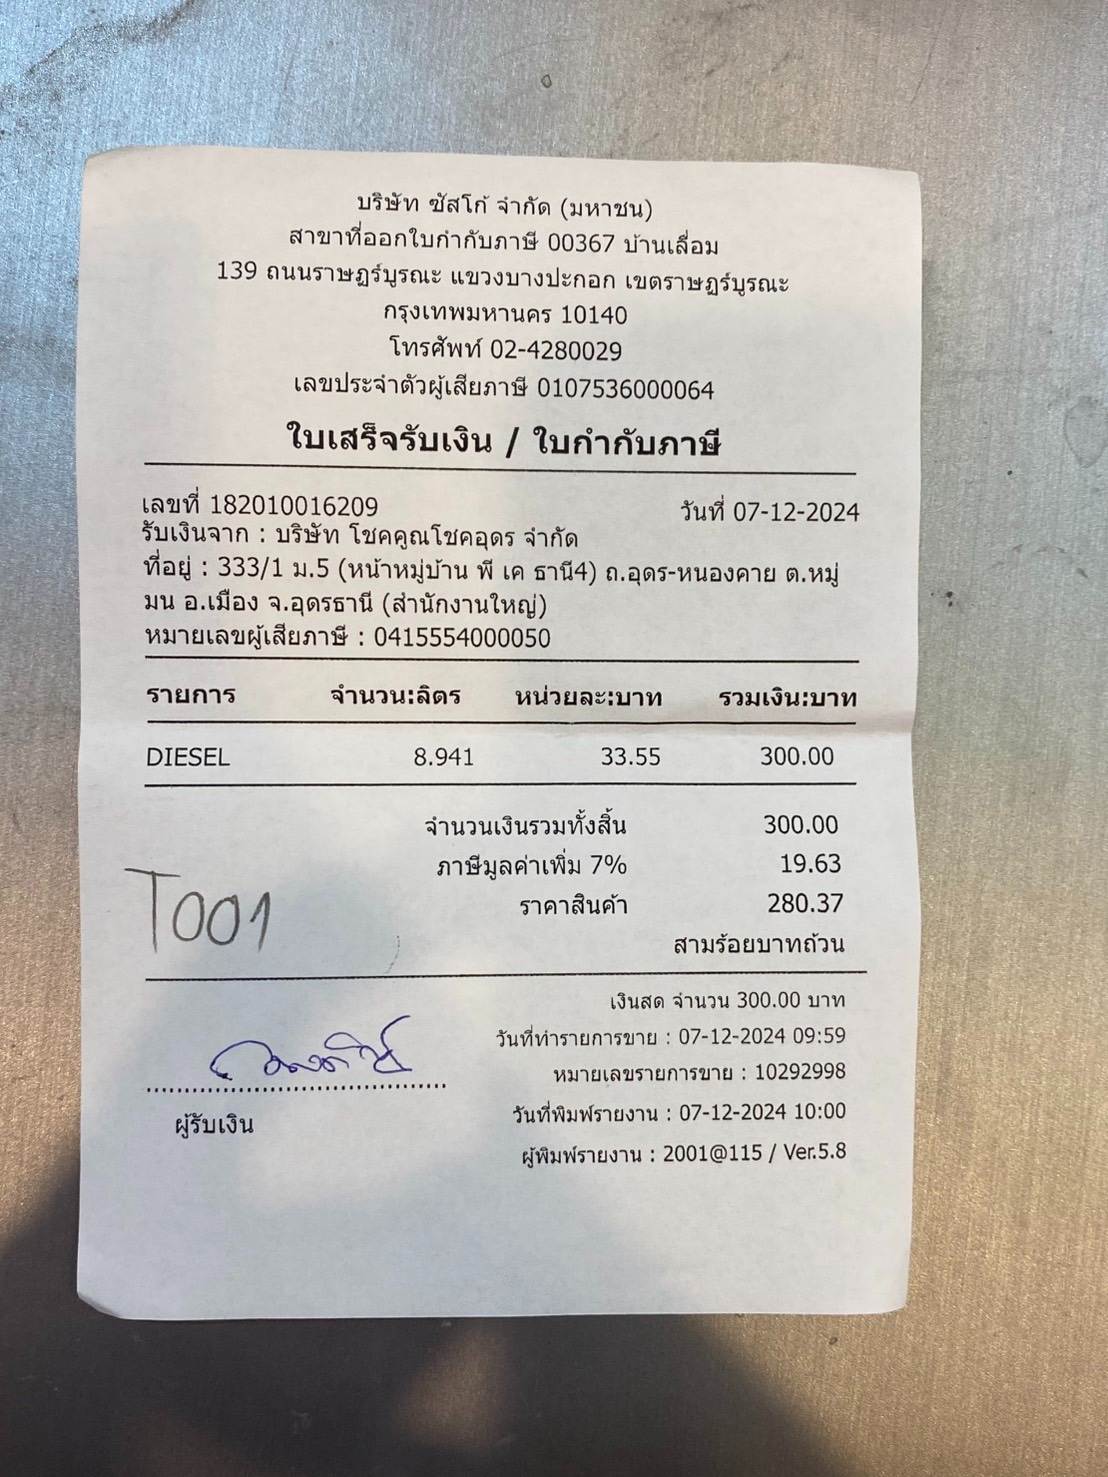 บริษัท ซัสโก้ จำกัด (มหาชน)
สาขาที่ออกใบกำกับภาษี 00367 บ้านเลื่อม
139 ถนนราษฎร์บูรณะ แขวงบางปะกอก เขตราษฎร์บูรณะ
กรุงเทพมหานคร 10140
โทรศัพท์ 02-4280029
เลขประจำตัวผู้เสียภาษี 0107536000064
ใบเสร็จรับเงิน / ใบกำกับภาษี
เลขที่ 182010016209 วันที่ 07-12-2024
รับเงินจาก : บริษัท โชคคูณโชคอุดร จำกัด
ที่อยู่ : 333/1 ม.5 (หน้าหมู่บ้าน พี เค ธานี4) ถ.อุดร-หนองคาย ต.หมู่
มน อ.เมือง จ.อุดรธานี (สำนักงานใหญ่)
หมายเลขผู้เสียภาษี : 0415554000050
รายการ จำนวน:ลิตร หน่วยละ:บาท รวมเงิน:บาท
DIESEL 8.941 33.55 300.00
จำนวนเงินรวมทั้งสิ้น 300.00
ภาษีมูลค่าเพิ่ม 7% 19.63
ราคาสินค้า 280.37
T001
สามร้อยบาทถ้วน
เงินสด จำนวน 300.00 บาท
วันที่ทำรายการขาย : 07-12-2024 09:59
หมายเลขรายการขาย : 10292998
วันที่พิมพ์รายงาน : 07-12-2024 10:00
ผู้รับเงิน
ผู้พิมพ์รายงาน : 2001@115 / Ver.5.8